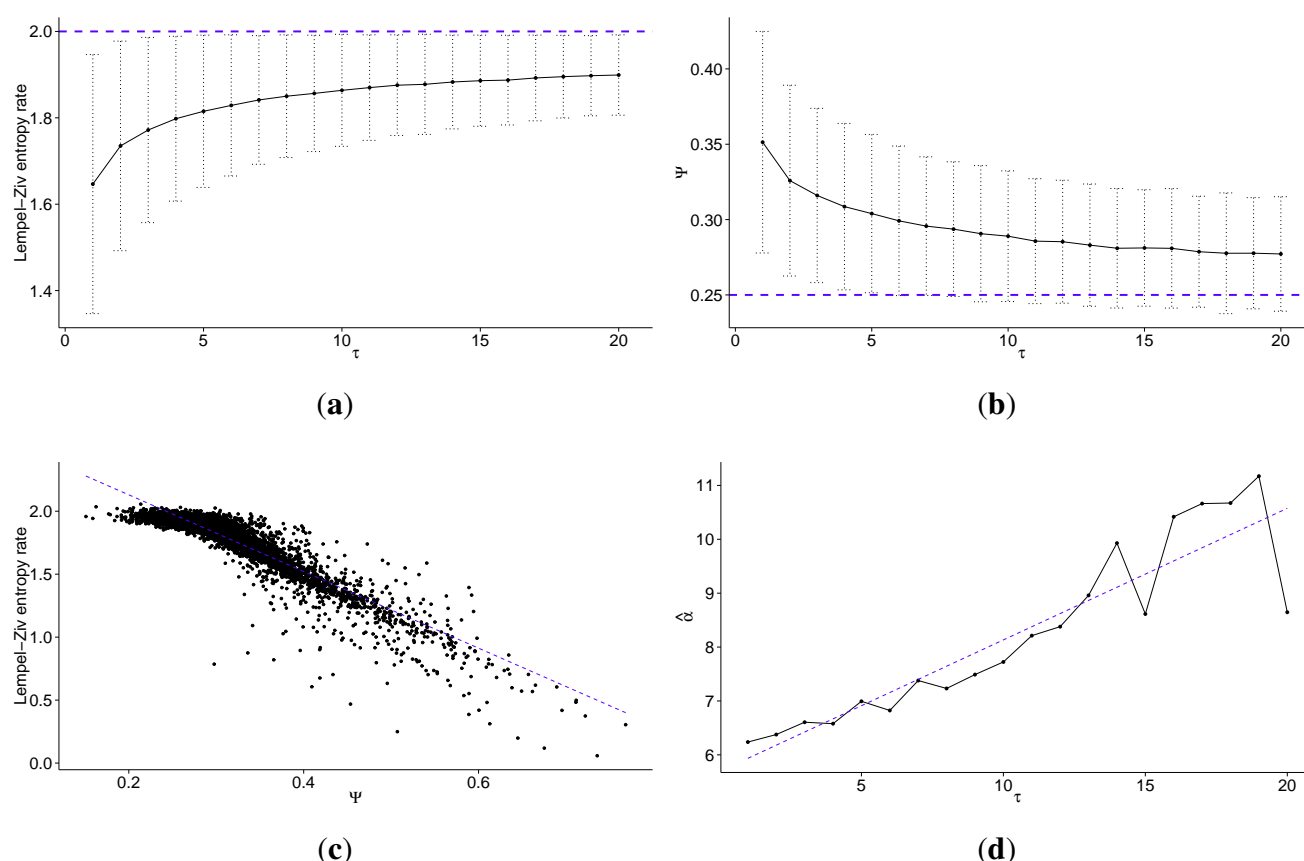 Lempel−Ziv entropy rate
2.0
1.8
1.6
1.4
0 5 10 15 20
τ
(a)
Ψ
0.40
0.35
0.30
0.25
0 5 10 15 20
τ
(b)
Lempel−Ziv entropy rate
2.0
1.5
1.0
0.5
0.0
0.2 0.4 0.6
Ψ
(c)
α̂
11
10
9
8
7
6
5 10 15 20
τ
(d)